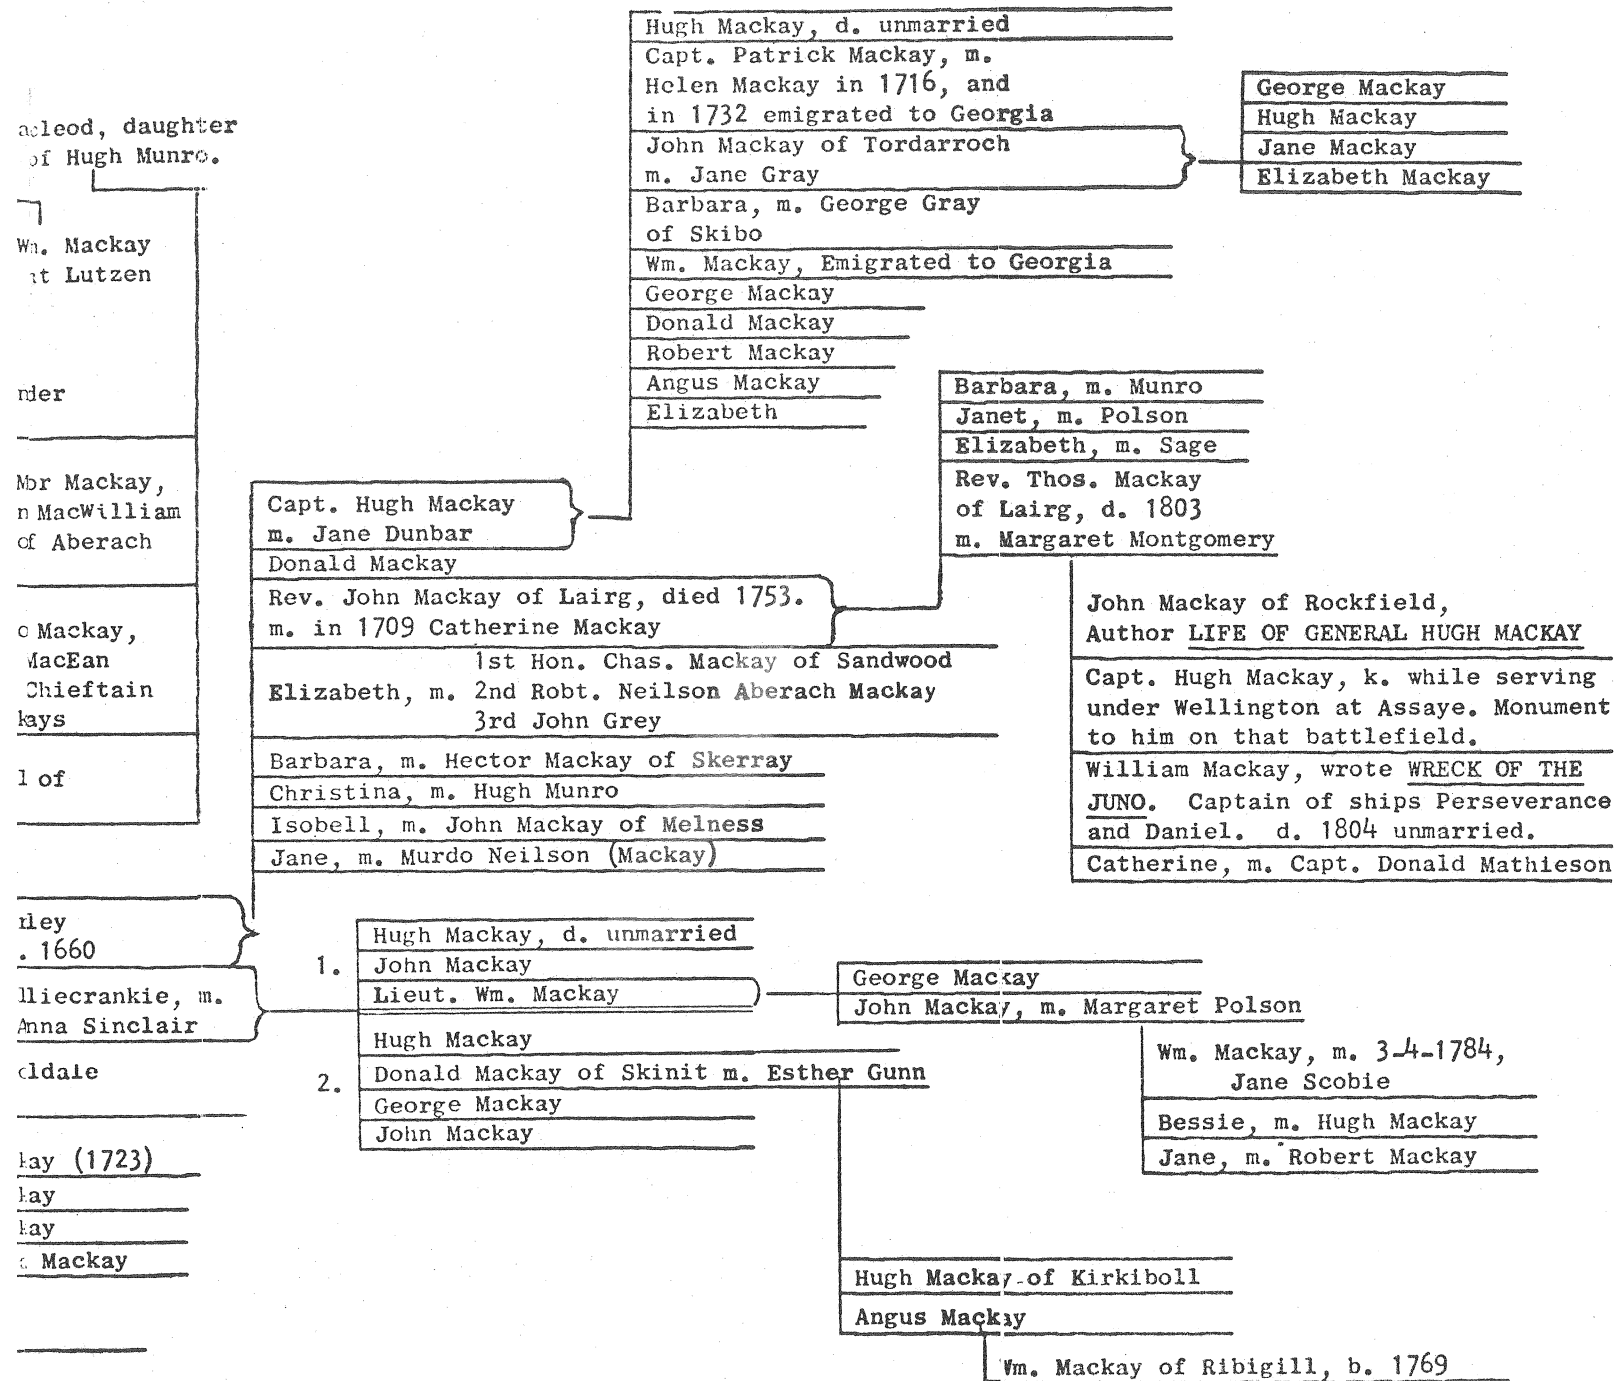 Hugh Mackay, d. unmarried
Capt. Patrick Mackay, m.
Helen Mackay in 1716, and
in 1732 emigrated to Georgia
John Mackay of Tordarroch
m. Jane Gray
Barbara, m. George Gray
of Skibo
Wm. Mackay, Emigrated to Georgia
George Mackay
Donald Mackay
Robert Mackay
Angus Mackay
Elizabeth
George Mackay
Hugh Mackay
Jane Mackay
Elizabeth Mackay
acleod, daughter
of Hugh Munro.
Wm. Mackay
at Lutzen
rder
Mor Mackay,
n MacWilliam
of Aberach
o Mackay,
MacEan
Chieftain
kays
l of
Capt. Hugh Mackay
m. Jane Dunbar
Donald Mackay
Rev. John Mackay of Lairg, died 1753.
m. in 1709 Catherine Mackay
1st Hon. Chas. Mackay of Sandwood
Elizabeth, m. 2nd Robt. Neilson Aberach Mackay
3rd John Grey
Barbara, m. Hector Mackay of Skerray
Christina, m. Hugh Munro
Isobell, m. John Mackay of Melness
Jane, m. Murdo Neilson (Mackay)
Barbara, m. Munro
Janet, m. Polson
Elizabeth, m. Sage
Rev. Thos. Mackay
of Lairg, d. 1803
m. Margaret Montgomery
John Mackay of Rockfield,
Author LIFE OF GENERAL HUGH MACKAY
Capt. Hugh Mackay, k. while serving
under Wellington at Assaye. Monument
to him on that battlefield.
William Mackay, wrote WRECK OF THE
JUNO. Captain of ships Perseverance
and Daniel. d. 1804 unmarried.
Catherine, m. Capt. Donald Mathieson
rley
. 1660
lliecrankie, m.
Anna Sinclair
ldale
kay (1723)
kay
kay
Mackay
Hugh Mackay, d. unmarried
1. John Mackay
Lieut. Wm. Mackay
Hugh Mackay
2. Donald Mackay of Skinit m. Esther Gunn
George Mackay
John Mackay
George Mackay
John Mackay, m. Margaret Polson
Wm. Mackay, m. 3-4-1784,
Jane Scobie
Bessie, m. Hugh Mackay
Jane, m. Robert Mackay
Hugh Mackay of Kirkiboll
Angus Mackay
Wm. Mackay of Ribigill, b. 1769